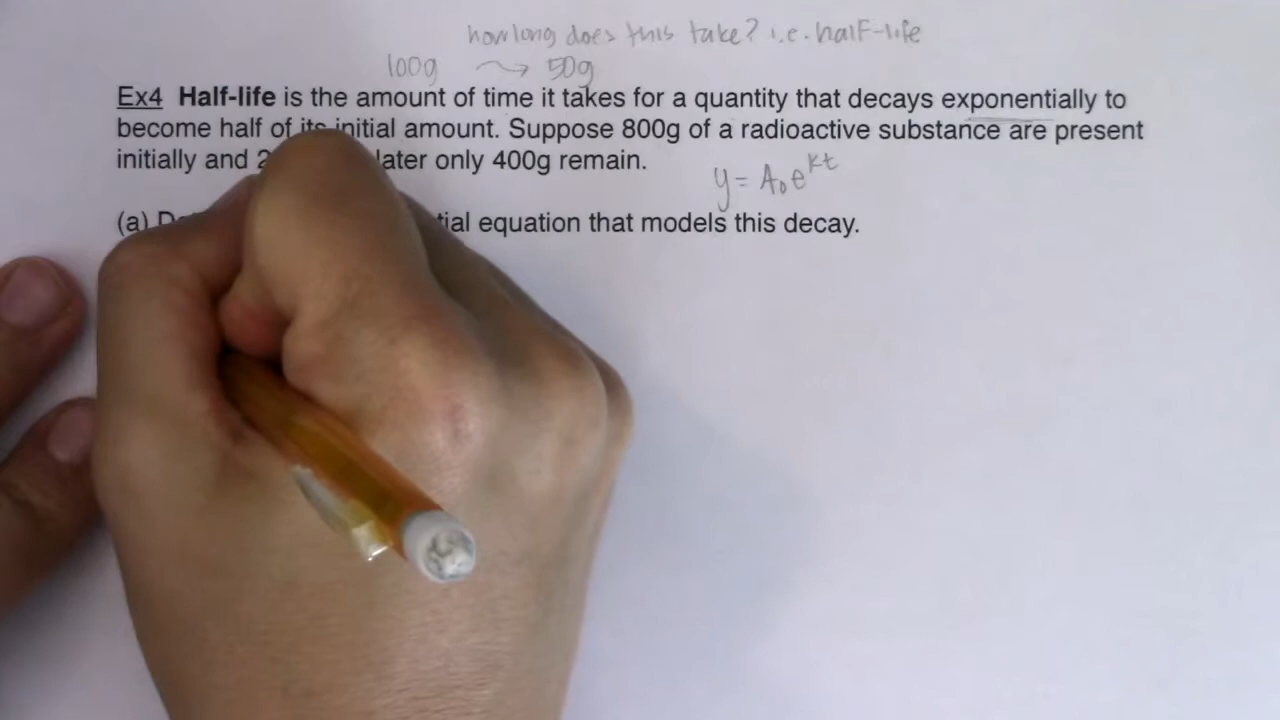 how long does this take? i.e. half-life
100g → 50g
Ex4 Half-life is the amount of time it takes for a quantity that decays exponentially to
become half of its initial amount. Suppose 800g of a radioactive substance are present
initially and 2 later only 400g remain.
y = A₀e^kt
(a) equation that models this decay.